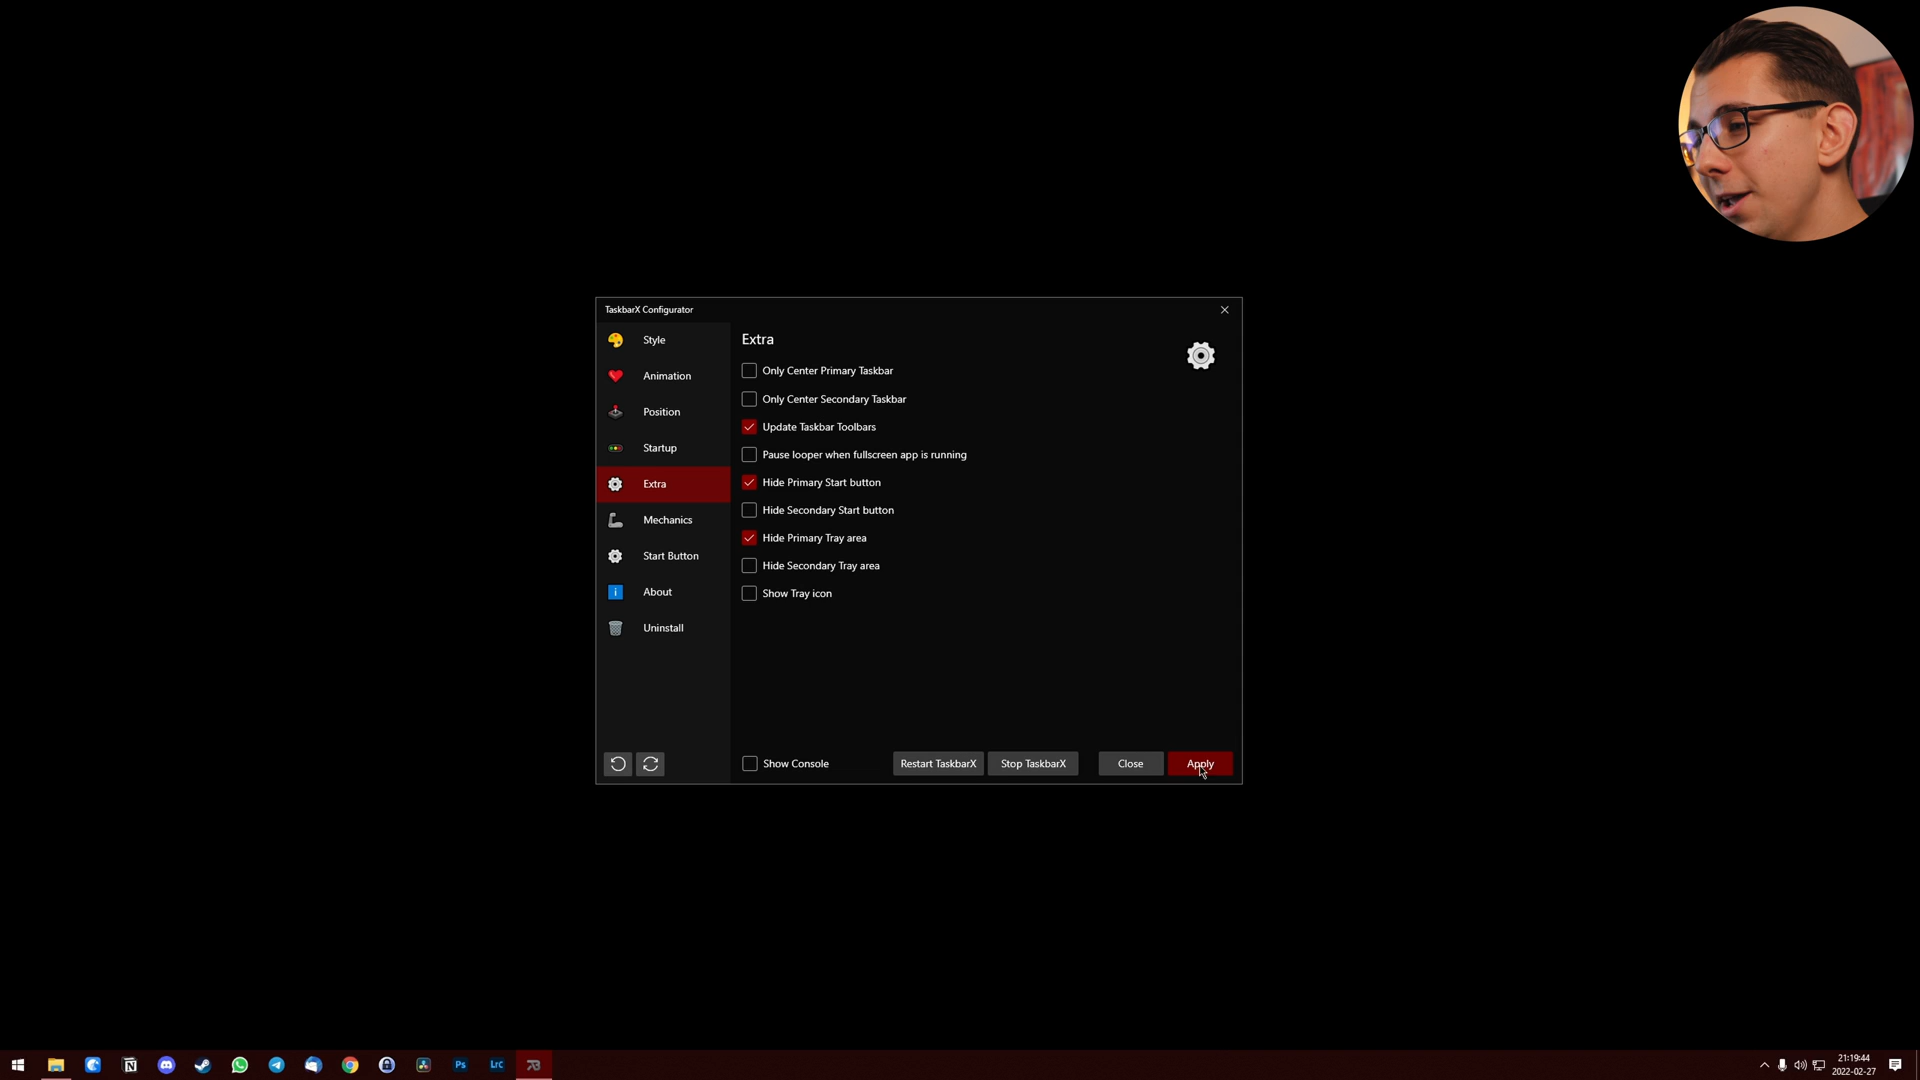 TaskbarX Configurator
Style
Animation
Position
Startup
Extra
Mechanics
Start Button
About
Uninstall
Extra
Only Center Primary Taskbar
Only Center Secondary Taskbar
Update Taskbar Toolbars
Pause looper when fullscreen app is running
Hide Primary Start button
Hide Secondary Start button
Hide Primary Tray area
Hide Secondary Tray area
Show Tray icon
Show Console
Restart TaskbarX
Stop TaskbarX
Close
Apply
Ps
Lrc
21:19:44
2022-02-27